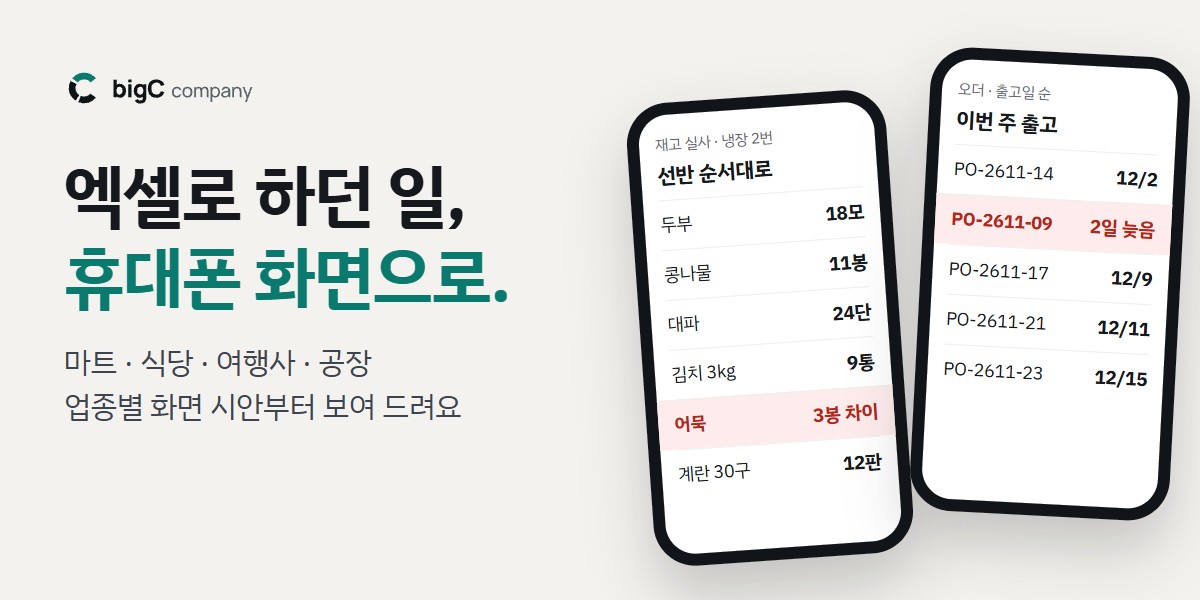 bigC company
엑셀로 하던 일,
휴대폰 화면으로.
마트 · 식당 · 여행사 · 공장
업종별 화면 시안부터 보여 드려요
재고 실사 · 냉장 2번
선반 순서대로
두부 18모
콩나물 11봉
대파 24단
김치 3kg 9통
어묵 3봉 차이
계란 30구 12판
오더 · 출고일 순
이번 주 출고
PO-2611-14 12/2
PO-2611-09 2일 늦음
PO-2611-17 12/9
PO-2611-21 12/11
PO-2611-23 12/15